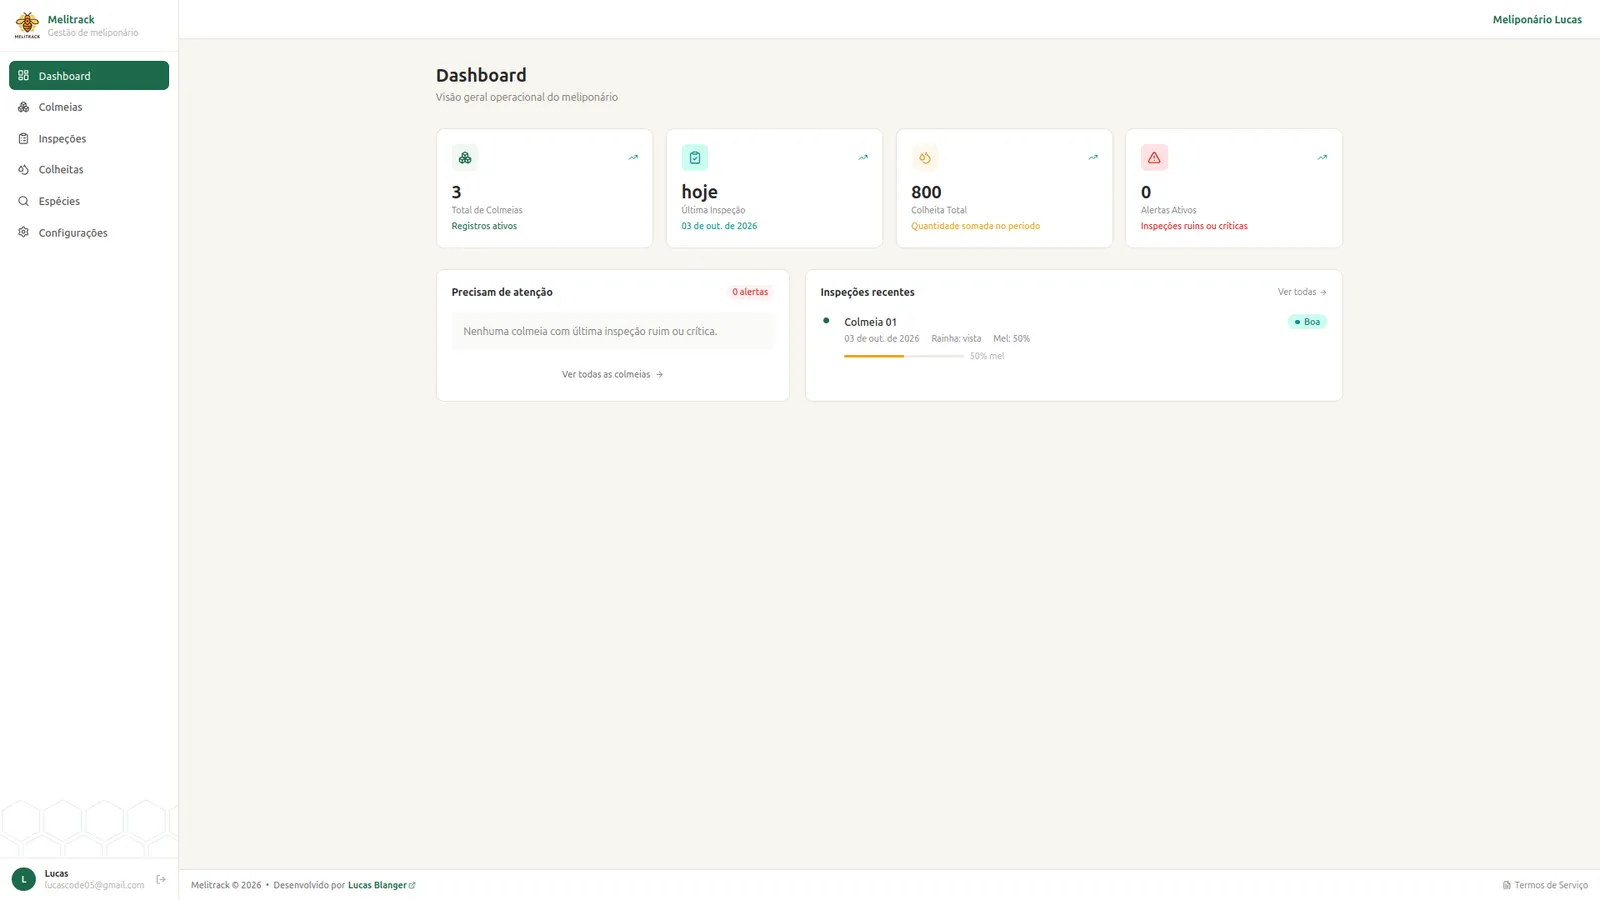 Melitrack
Gestão de meliponário
MELITRACK
Meliponário Lucas
Dashboard
Colmeias
Inspeções
Colheitas
Espécies
Configurações
Dashboard
Visão geral operacional do meliponário
3
Total de Colmeias
Registros ativos
hoje
Última Inspeção
03 de out. de 2026
800
Colheita Total
Quantidade somada no periodo
0
Alertas Ativos
Inspeções ruins ou críticas
Precisam de atenção
0 alertas
Nenhuma colmeia com última inspeção ruim ou crítica.
Ver todas as colmeias →
Inspeções recentes
Ver todas →
Colmeia 01
Boa
03 de out. de 2026 Rainha: vista Mel: 50%
50% mel
L
Lucas
lucascode05@gmail.com
Melitrack © 2026 • Desenvolvido por Lucas Blanger
Termos de Serviço